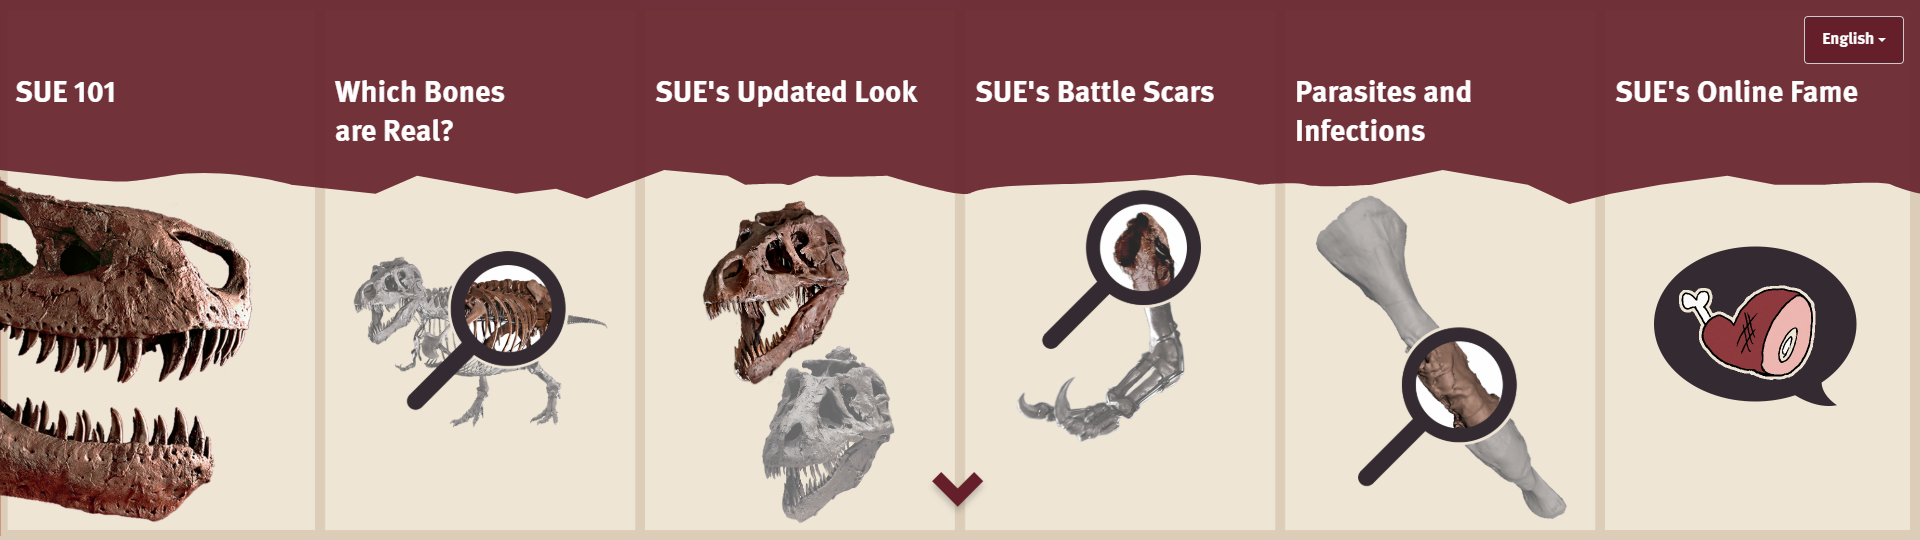 English
SUE 101
Which Bones
are Real?
SUE's Updated Look
SUE's Battle Scars
Parasites and
Infections
SUE's Online Fame